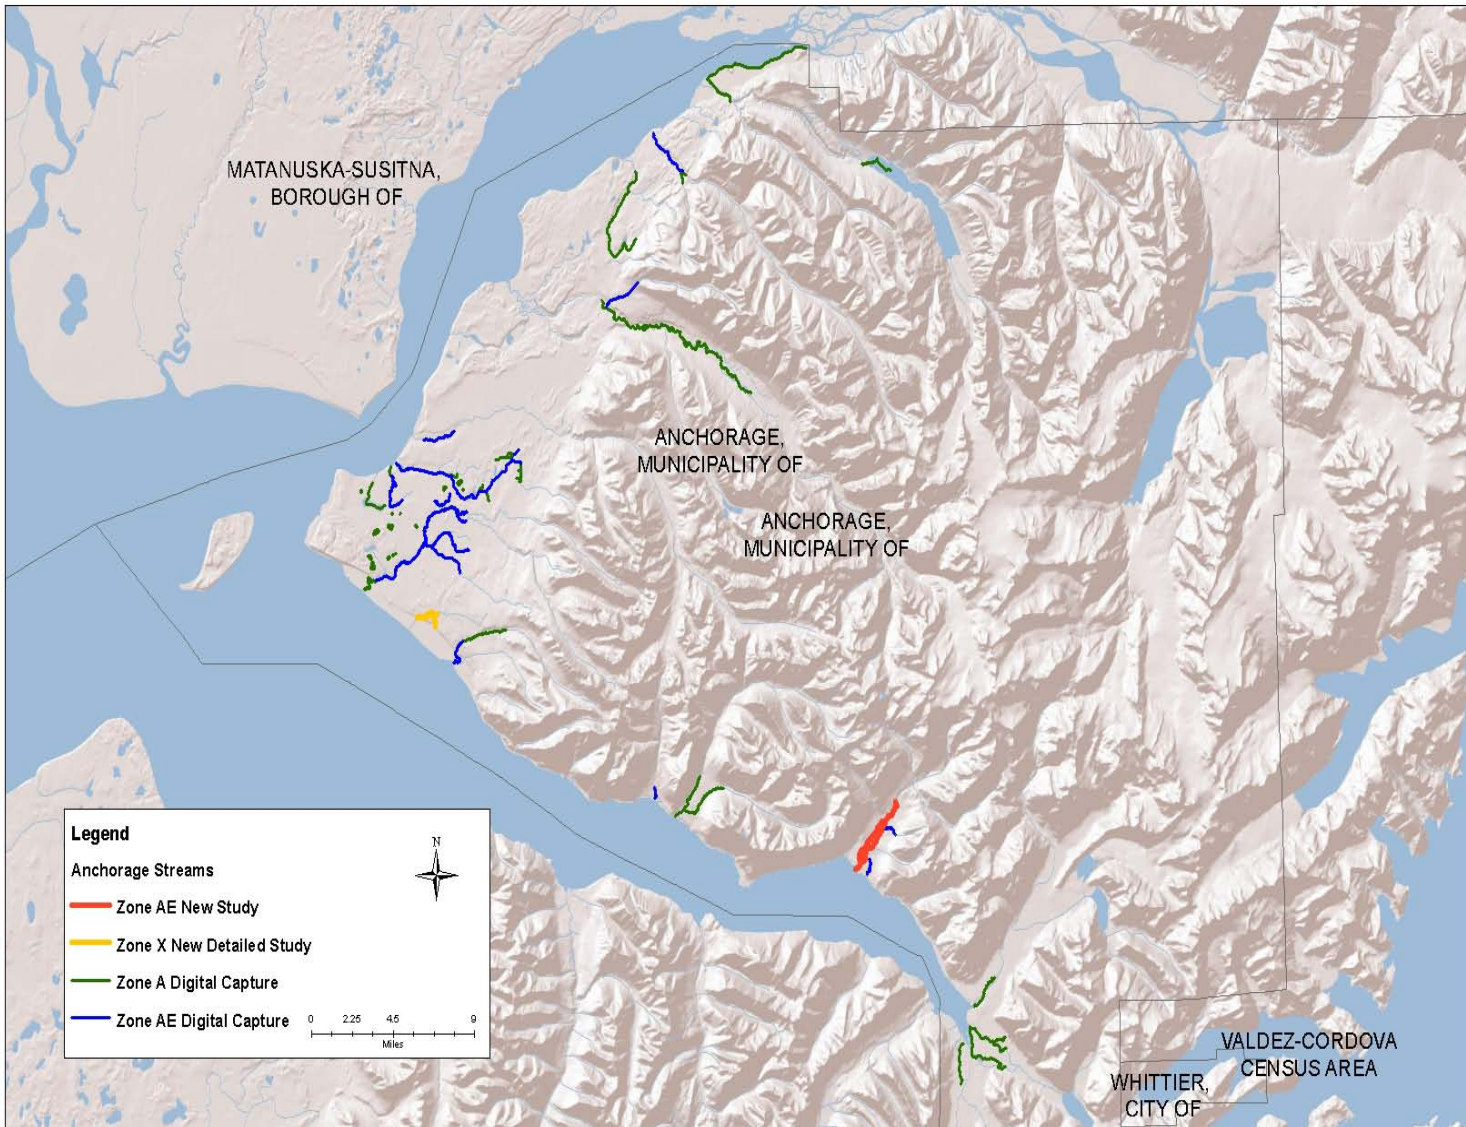 MATANUSKA-SUSITNA,
BOROUGH OF
ANCHORAGE,
MUNICIPALITY OF
ANCHORAGE,
MUNICIPALITY OF
Legend
N
Anchorage Streams
Zone AE New Study
Zone X New Detailed Study
Zone A Digital Capture
Zone AE Digital Capture
0 2.25 4.5 9
Miles
VALDEZ-CORDOVA
CENSUS AREA
WHITTIER,
CITY OF